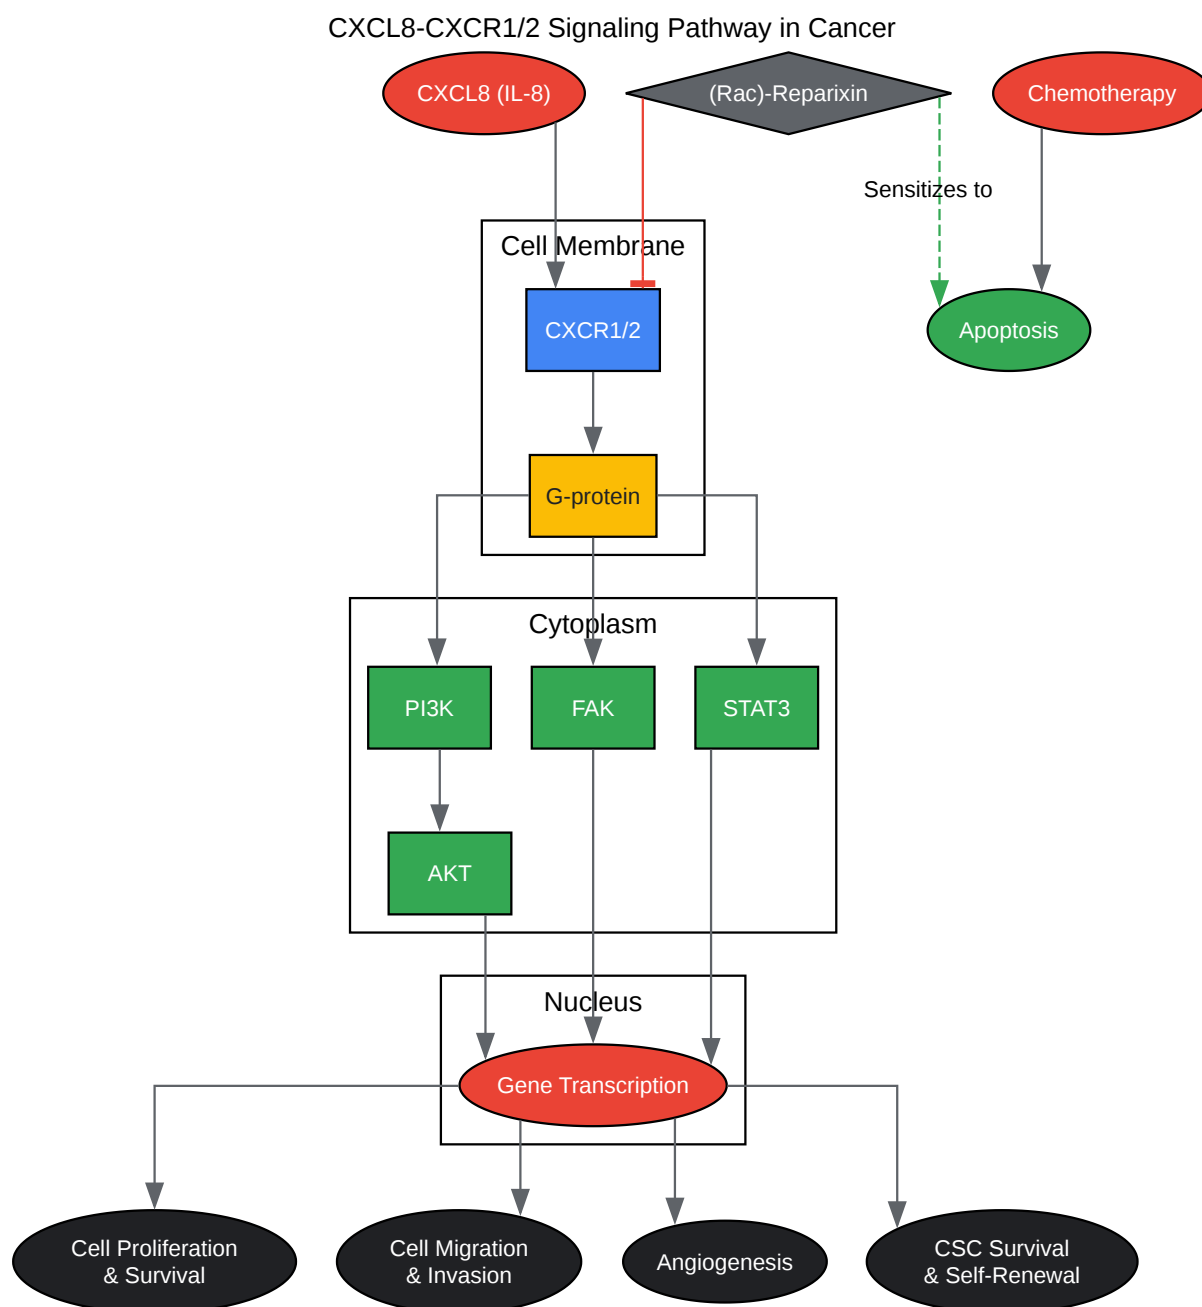 CXCL8-CXCR1/2 Signaling Pathway in Cancer
CXCL8 (IL-8)
(Rac)-Reparixin
Chemotherapy
Sensitizes to
Cell Membrane
CXCR1/2
Apoptosis
G-protein
Cytoplasm
PI3K
FAK
STAT3
AKT
Nucleus
Gene Transcription
Cell Proliferation
& Survival
Cell Migration
& Invasion
Angiogenesis
CSC Survival
& Self-Renewal